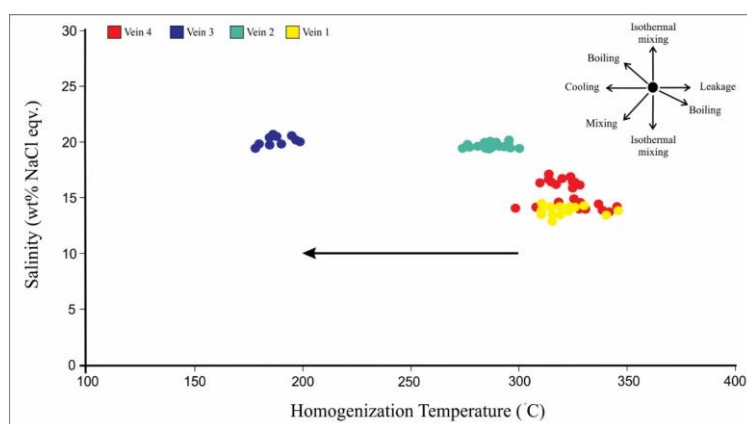 30
Vein 4 Vein 3 Vein 2 Vein 1
Isothermal
mixing
Boiling
Cooling
Leakage
Boiling
Mixing
Isothermal
mixing
25
20
15
10
5
0
Salinity (wt% NaCl eqv.)
100 150 200 250 300 350 400
Homogenization Temperature (°C)